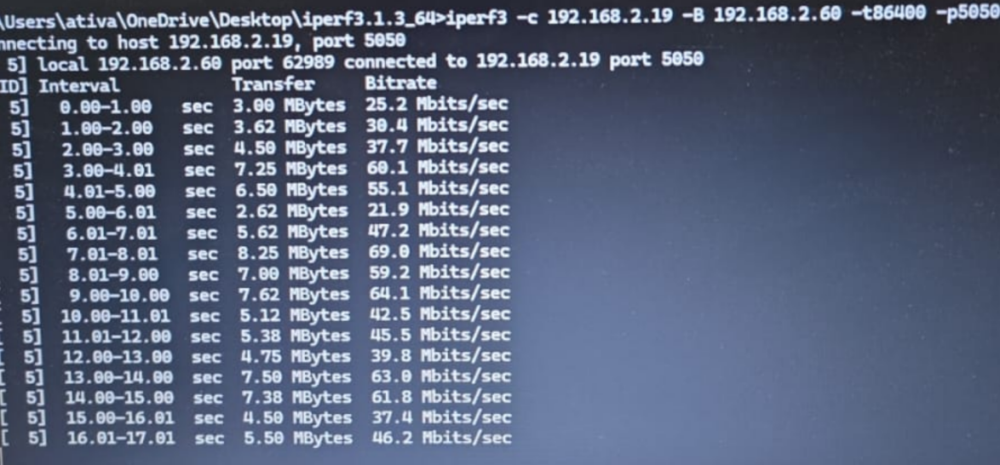 \Users\ativa\OneDrive\Desktop\iperf3.1.3_64>iperf3 -c 192.168.2.19 -B 192.168.2.60 -t86400 -p5050
nnecting to host 192.168.2.19, port 5050
5] local 192.168.2.60 port 62989 connected to 192.168.2.19 port 5050
ID] Interval Transfer Bitrate
5] 0.00-1.00 sec 3.00 MBytes 25.2 Mbits/sec
5] 1.00-2.00 sec 3.62 MBytes 30.4 Mbits/sec
5] 2.00-3.00 sec 4.50 MBytes 37.7 Mbits/sec
5] 3.00-4.01 sec 7.25 MBytes 60.1 Mbits/sec
5] 4.01-5.00 sec 6.50 MBytes 55.1 Mbits/sec
5] 5.00-6.01 sec 2.62 MBytes 21.9 Mbits/sec
5] 6.01-7.01 sec 5.62 MBytes 47.2 Mbits/sec
5] 7.01-8.01 sec 8.25 MBytes 69.0 Mbits/sec
5] 8.01-9.00 sec 7.00 MBytes 59.2 Mbits/sec
5] 9.00-10.00 sec 7.62 MBytes 64.1 Mbits/sec
5] 10.00-11.01 sec 5.12 MBytes 42.5 Mbits/sec
[ 5] 11.01-12.00 sec 5.38 MBytes 45.5 Mbits/sec
[ 5] 12.00-13.00 sec 4.75 MBytes 39.8 Mbits/sec
[ 5] 13.00-14.00 sec 7.50 MBytes 63.0 Mbits/sec
[ 5] 14.00-15.00 sec 7.38 MBytes 61.8 Mbits/sec
[ 5] 15.00-16.01 sec 4.50 MBytes 37.4 Mbits/sec
[ 5] 16.01-17.01 sec 5.50 MBytes 46.2 Mbits/sec